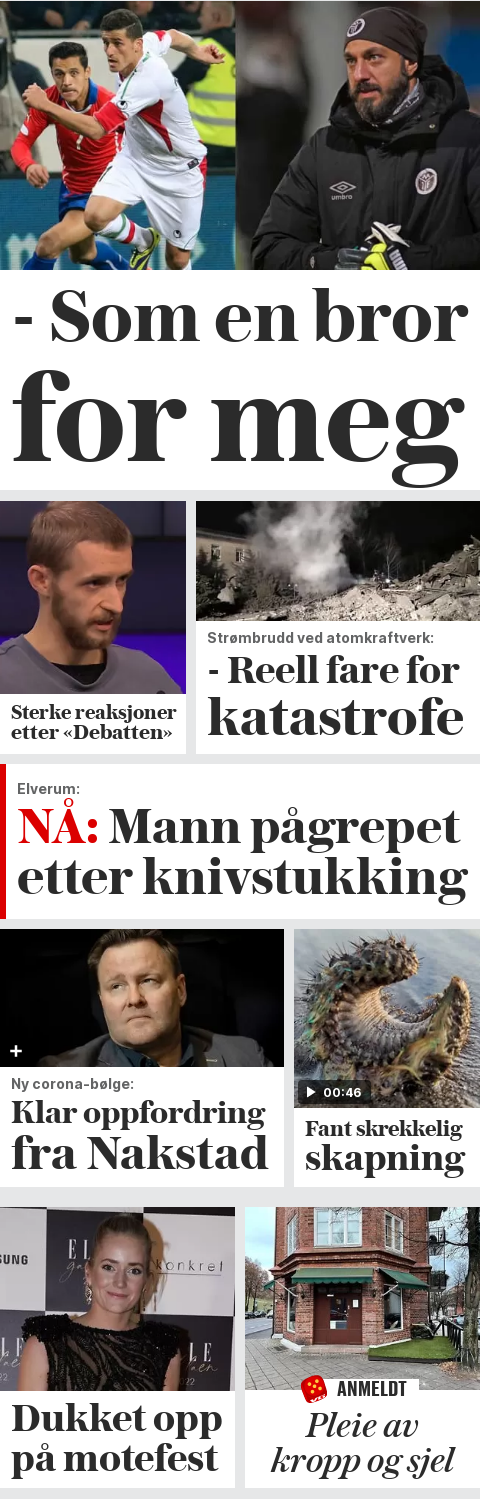 umbro
- Som en bror
for meg
Sterke reaksjoner
etter «Debatten»
Strømbrudd ved atomkraftverk:
- Reell fare for
katastrofe
Elverum:
NÅ: Mann pågrepet
etter knivstukking
+
Ny corona-bølge:
Klar oppfordring
fra Nakstad
00:46
Fant skrekkelig
skapning
SUNG
konkret
Dukket opp
på motefest
ANMELDT
Pleie av
kropp og sjel